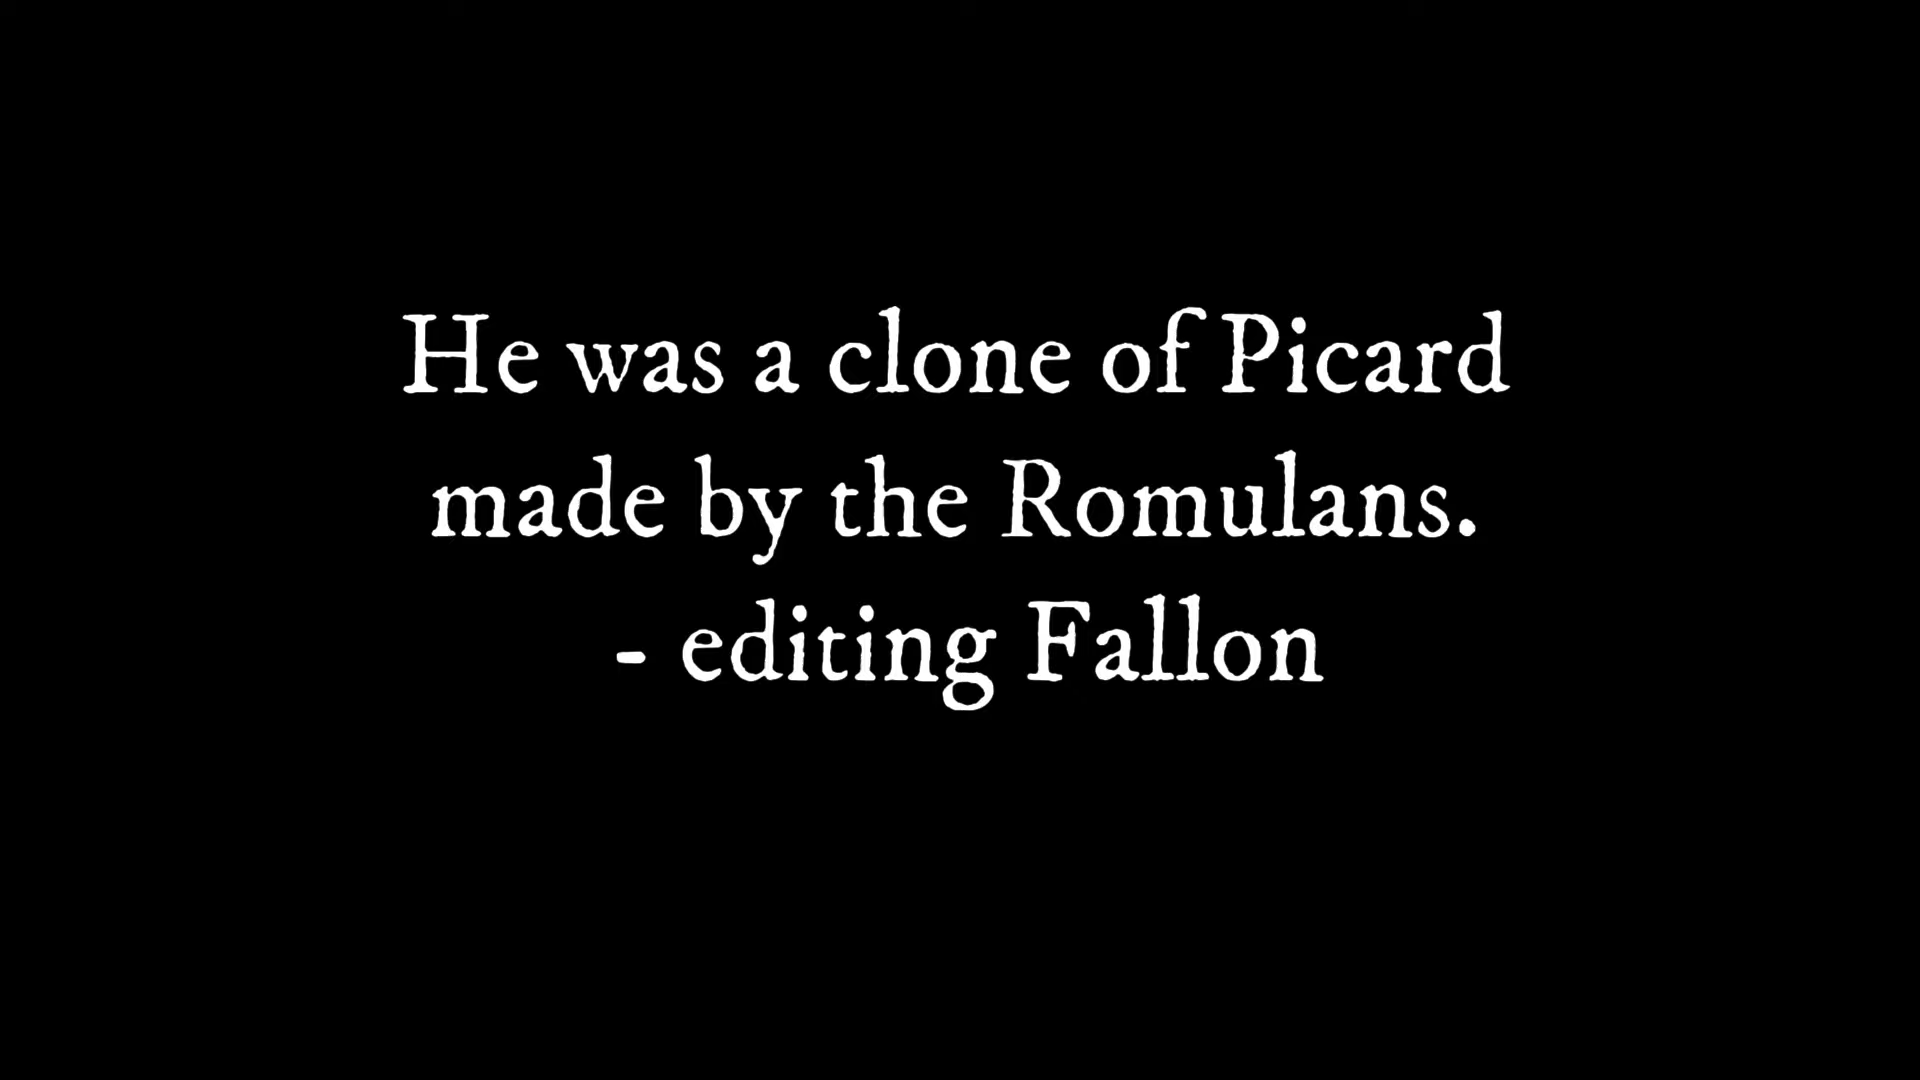 He was a clone of Picard
made by the Romulans.
- editing Fallon